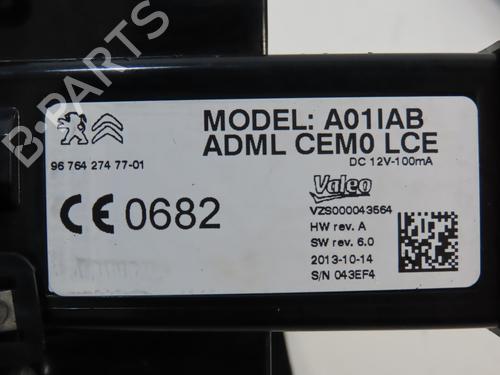 MODEL: A01IAB
ADML CEM0 LCE
DC 12V-100mA
96 764 274 77-01
Valeo
CE 0682
VZS000043564
HW rev. A
SW rev. 6.0
2013-10-14
S/N 043EF4
B-PARTS